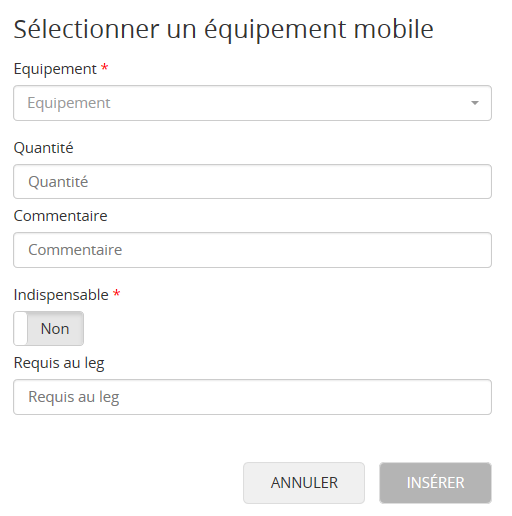 Sélectionner un équipement mobile
Equipement *
Equipement
Quantité
Quantité
Commentaire
Commentaire
Indispensable *
Non
Requis au leg
Requis au leg
ANNULER INSÉRER